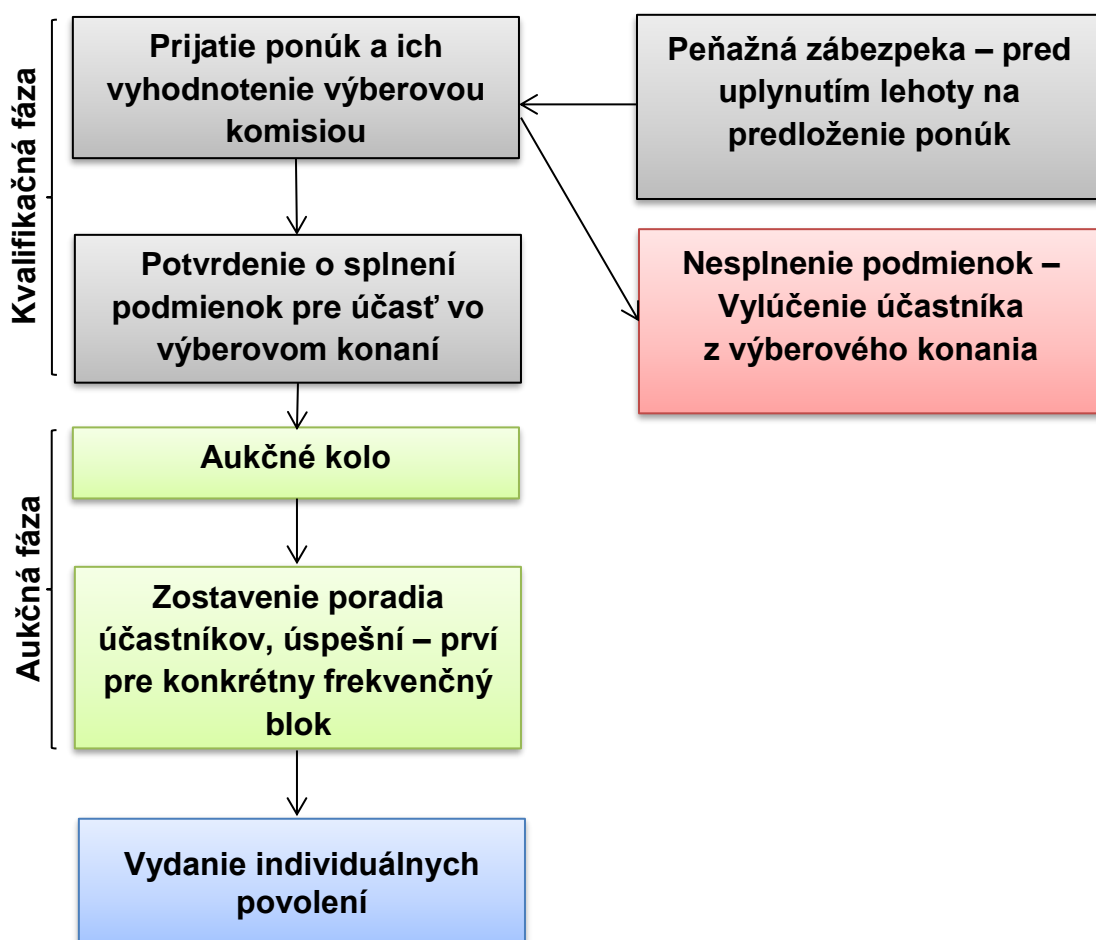 Kvalifikačná fáza
Prijatie ponúk a ich
vyhodnotenie výberovou
komisiou
Peňažná zábezpeka – pred
uplynutím lehoty na
predloženie ponúk
Potvrdenie o splnení
podmienok pre účasť vo
výberovom konaní
Nesplnenie podmienok –
Vylúčenie účastníka
z výberového konania
Aukčná fáza
Aukčné kolo
Zostavenie poradia
účastníkov, úspešní – prví
pre konkrétny frekvenčný
blok
Vydanie individuálnych
povolení